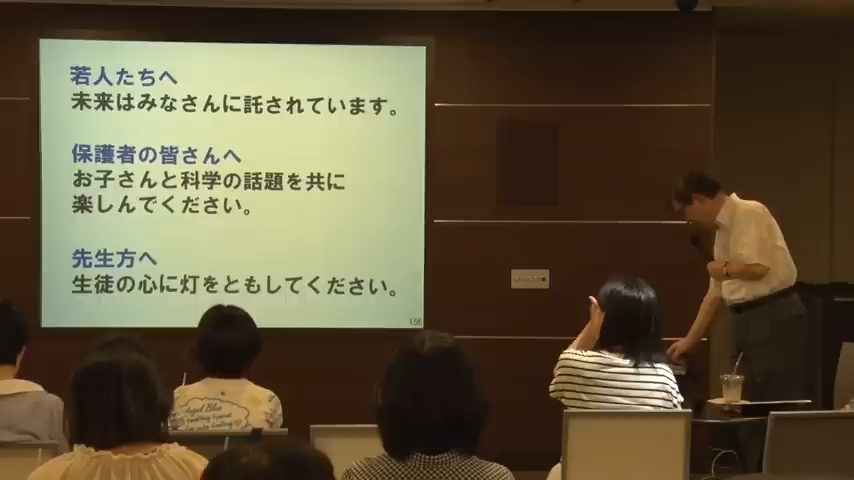 若人たちへ
未来はみなさんに託されています。
保護者の皆さんへ
お子さんと科学の話題を共に
楽しんでください。
先生方へ
生徒の心に灯をともしてください。
156
Angel Blue